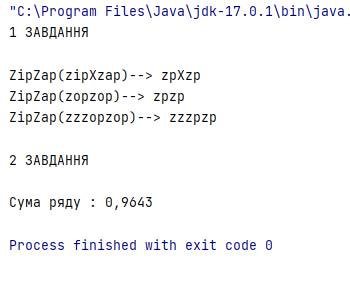 "C:\Program Files\Java\jdk-17.0.1\bin\java.
1 ЗАВДАННЯ
ZipZap(zipXzap)--> zpXzp
ZipZap(zopzop)--> zpzp
ZipZap(zzzopzop)--> zzzpzp
2 ЗАВДАННЯ
Сума ряду : 0,9643
Process finished with exit code 0